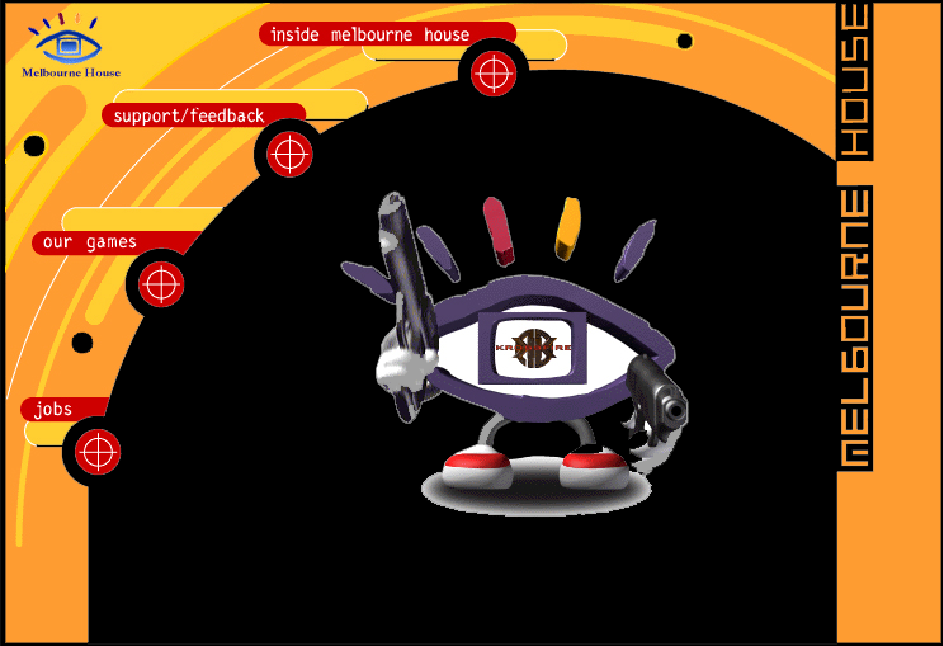 Melbourne House
inside melbourne house
support/feedback
our games
jobs
MELBOURNE HOUSE